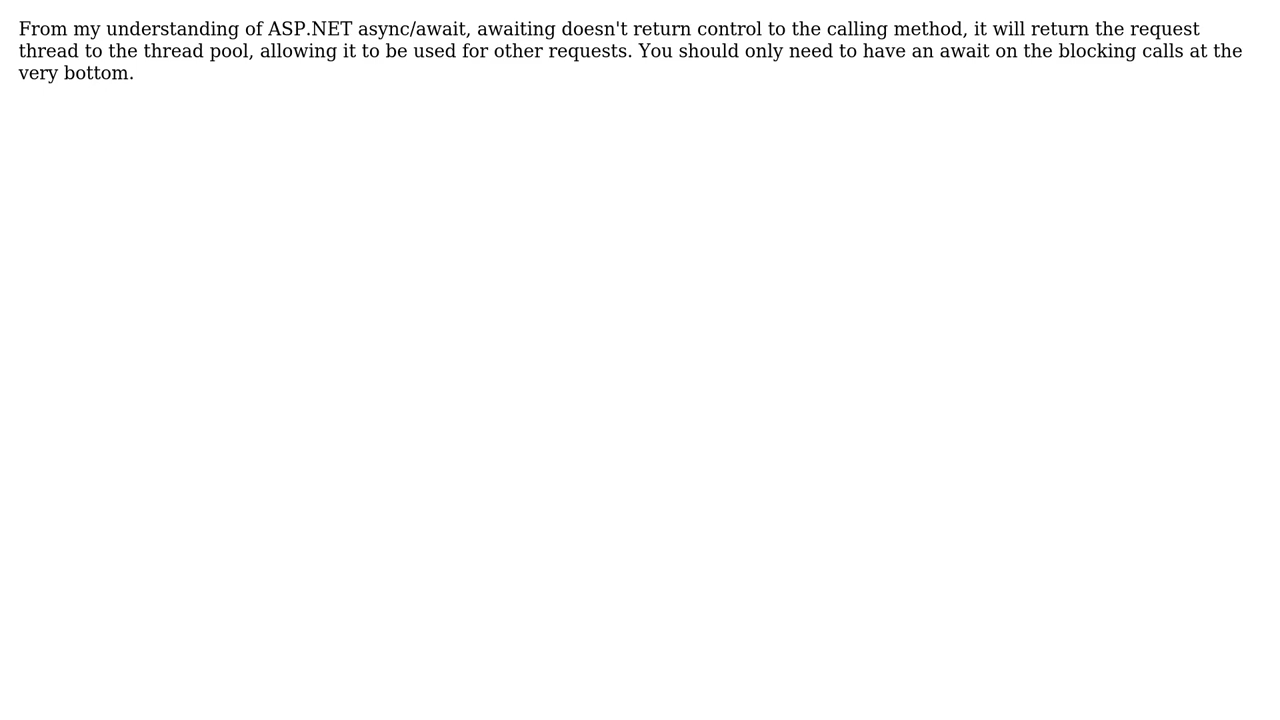 From my understanding of ASP.NET async/await, awaiting doesn't return control to the calling method, it will return the request
thread to the thread pool, allowing it to be used for other requests. You should only need to have an await on the blocking calls at the
very bottom.